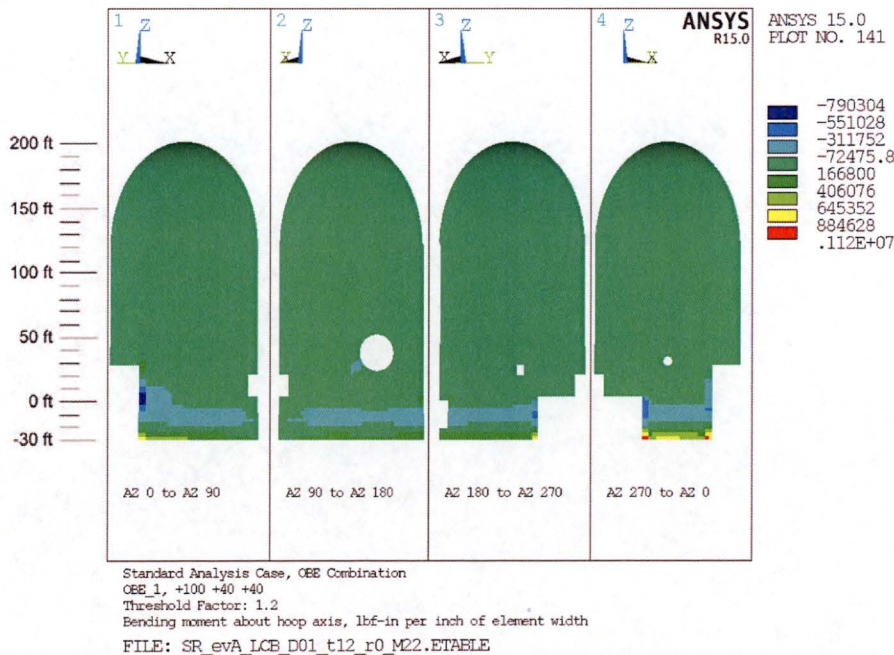 1 Z Y X
2 Z X
3 Z X Y
4 Z X
ANSYS
R15.0
ANSYS 15.0
PLOT NO. 141
-790304
-551028
-311752
-72475.8
166800
406076
645352
884628
.112E+07
200 ft
150 ft
100 ft
50 ft
0 ft
-30 ft
AZ 0 to AZ 90
AZ 90 to AZ 180
AZ 180 to AZ 270
AZ 270 to AZ 0
Standard Analysis Case, OBE Combination
OBE_1, +100 +40 +40
Threshold Factor: 1.2
Bending moment about hoop axis, lbf-in per inch of element width
FILE: SR_evA_LCB_D01_t12_r0_M22.ETABLE